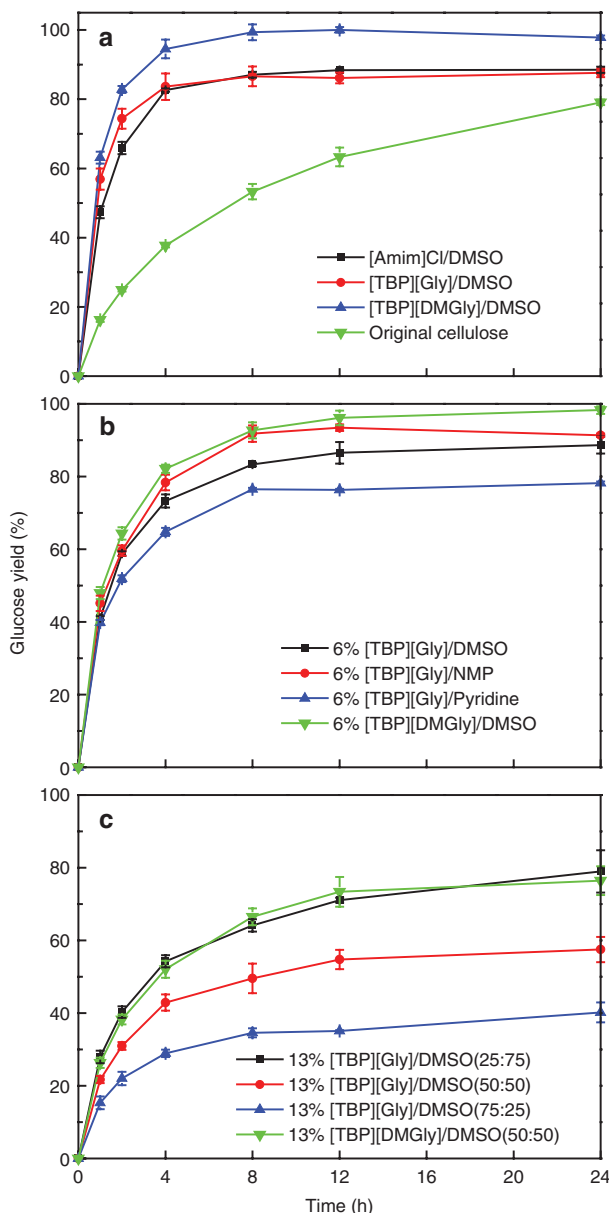 a
100
80
60
40
20
0
[Amim]Cl/DMSO
[TBP][Gly]/DMSO
[TBP][DMGly]/DMSO
Original cellulose
b
100
80
60
40
20
0
Glucose yield (%)
6% [TBP][Gly]/DMSO
6% [TBP][Gly]/NMP
6% [TBP][Gly]/Pyridine
6% [TBP][DMGly]/DMSO
c
80
60
40
20
0
13% [TBP][Gly]/DMSO(25:75)
13% [TBP][Gly]/DMSO(50:50)
13% [TBP][Gly]/DMSO(75:25)
13% [TBP][DMGly]/DMSO(50:50)
0 4 8 12 16 20 24
Time (h)